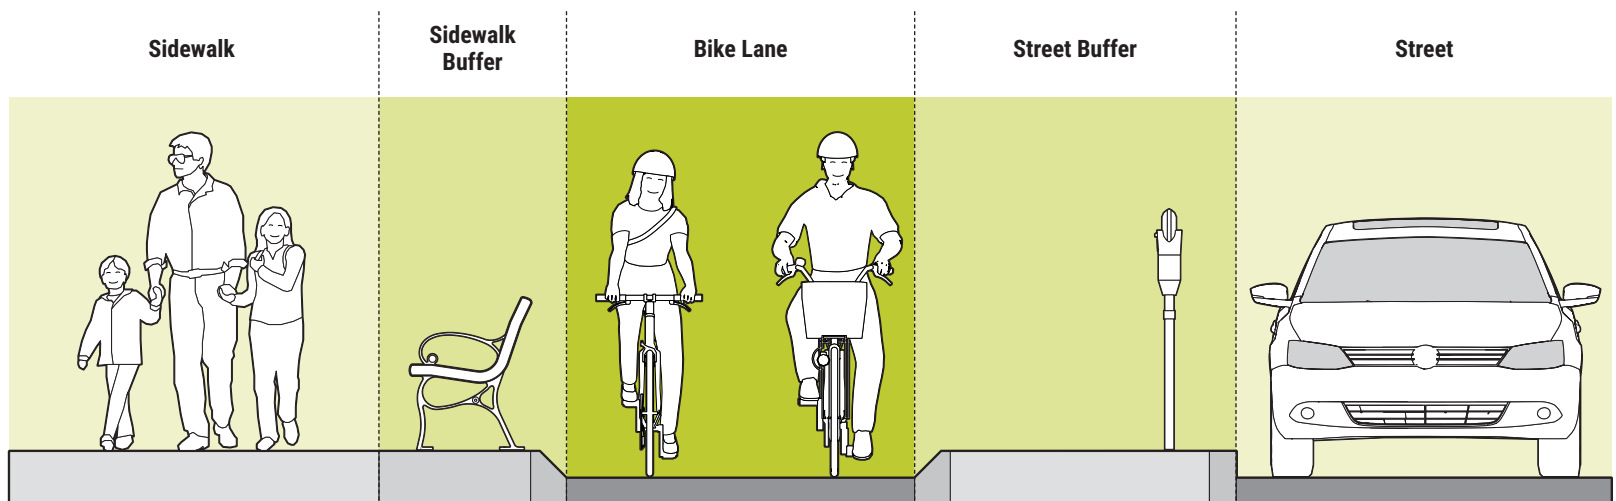 Sidewalk
Sidewalk
Buffer
Bike Lane
Street Buffer
Street